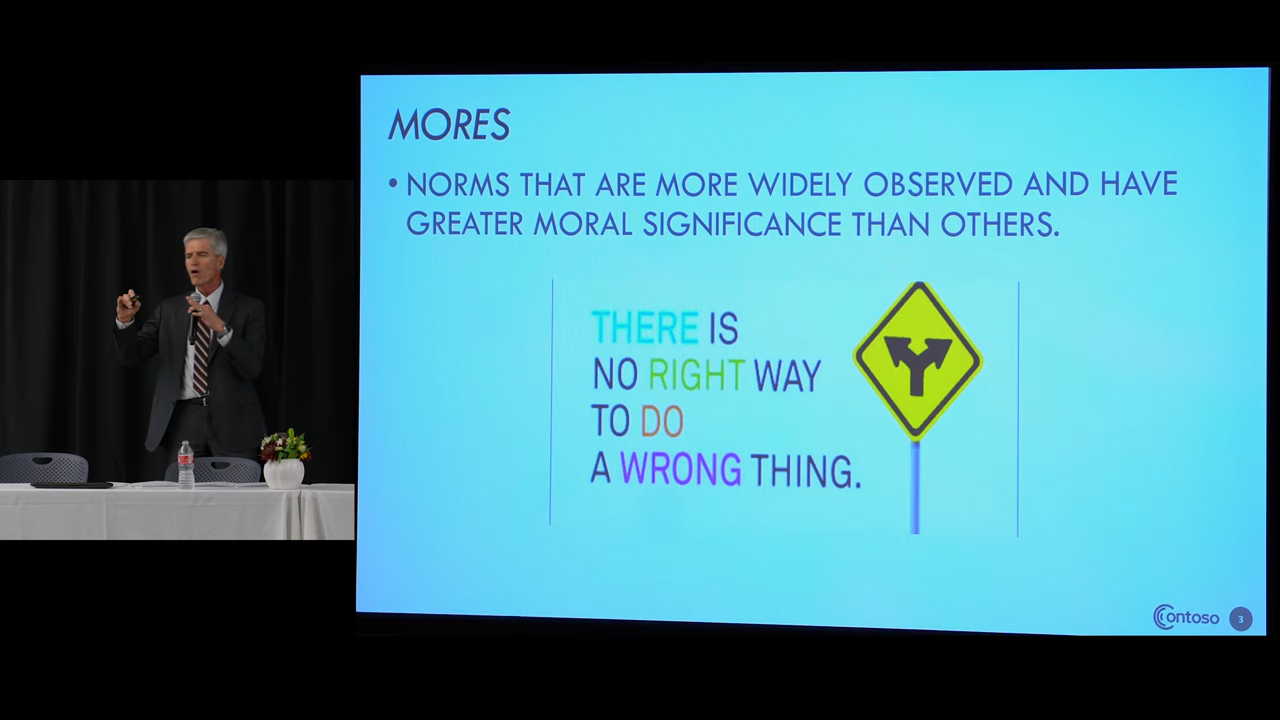 MORES
• NORMS THAT ARE MORE WIDELY OBSERVED AND HAVE
GREATER MORAL SIGNIFICANCE THAN OTHERS.
THERE IS
NO RIGHT WAY
TO DO
A WRONG THING.
Contoso 3